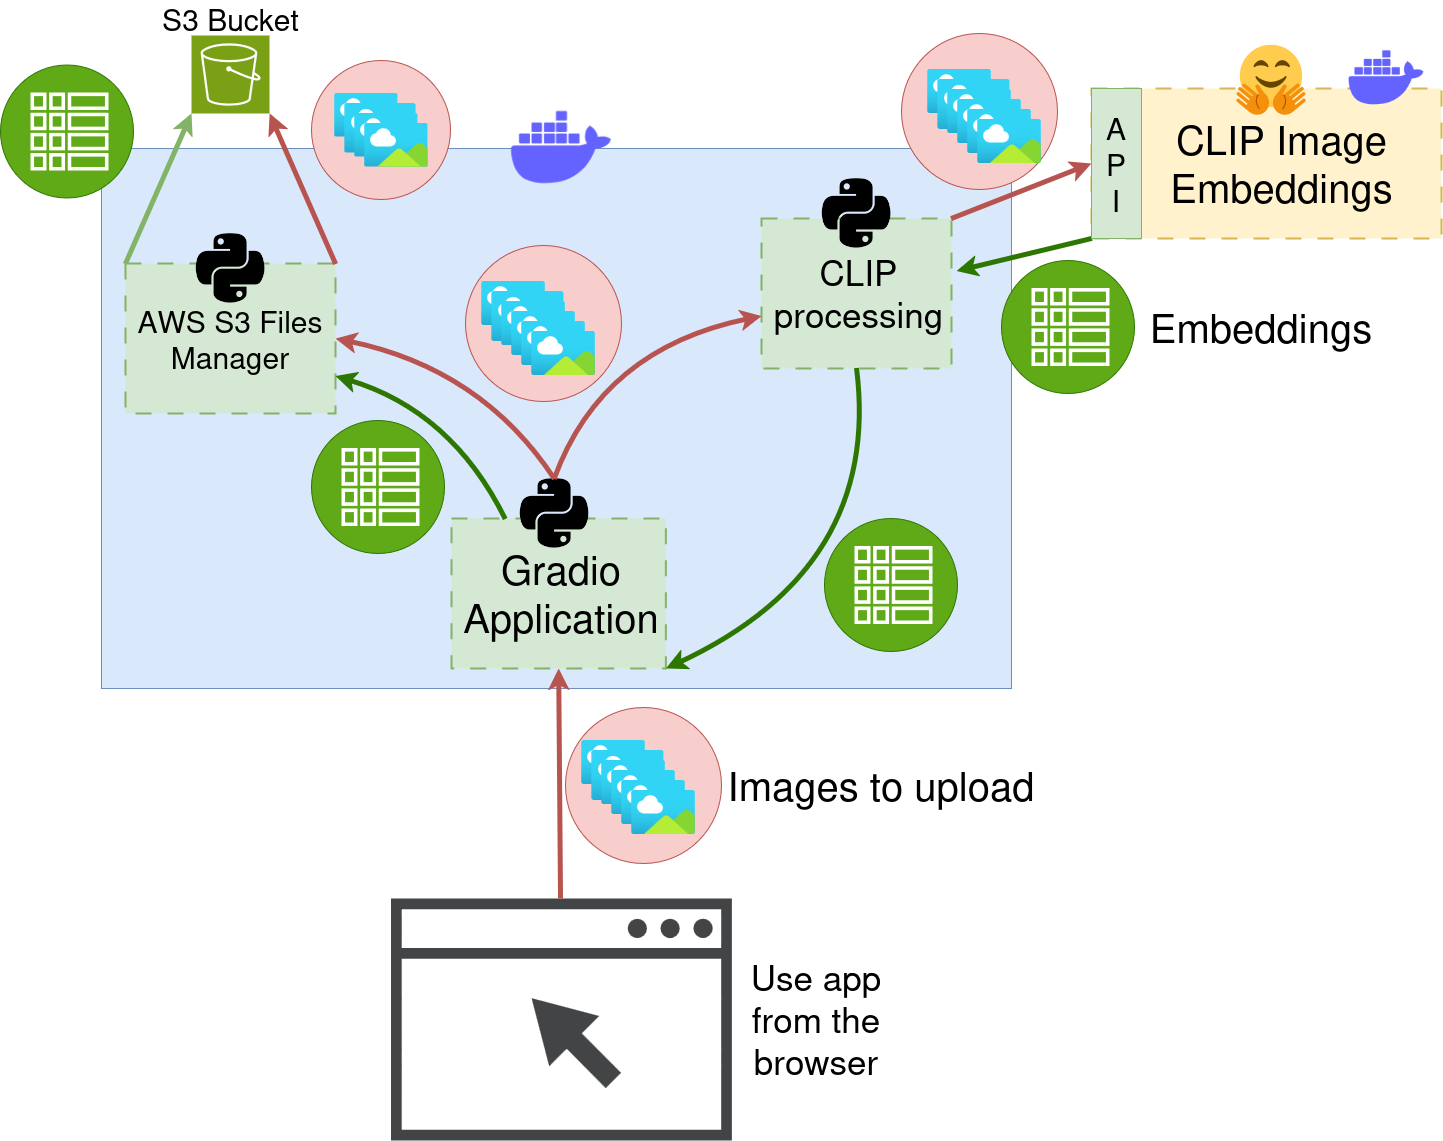 S3 Bucket
A
P
I
CLIP Image
Embeddings
CLIP
processing
AWS S3 Files
Manager
Embeddings
Gradio
Application
Images to upload
Use app
from the
browser